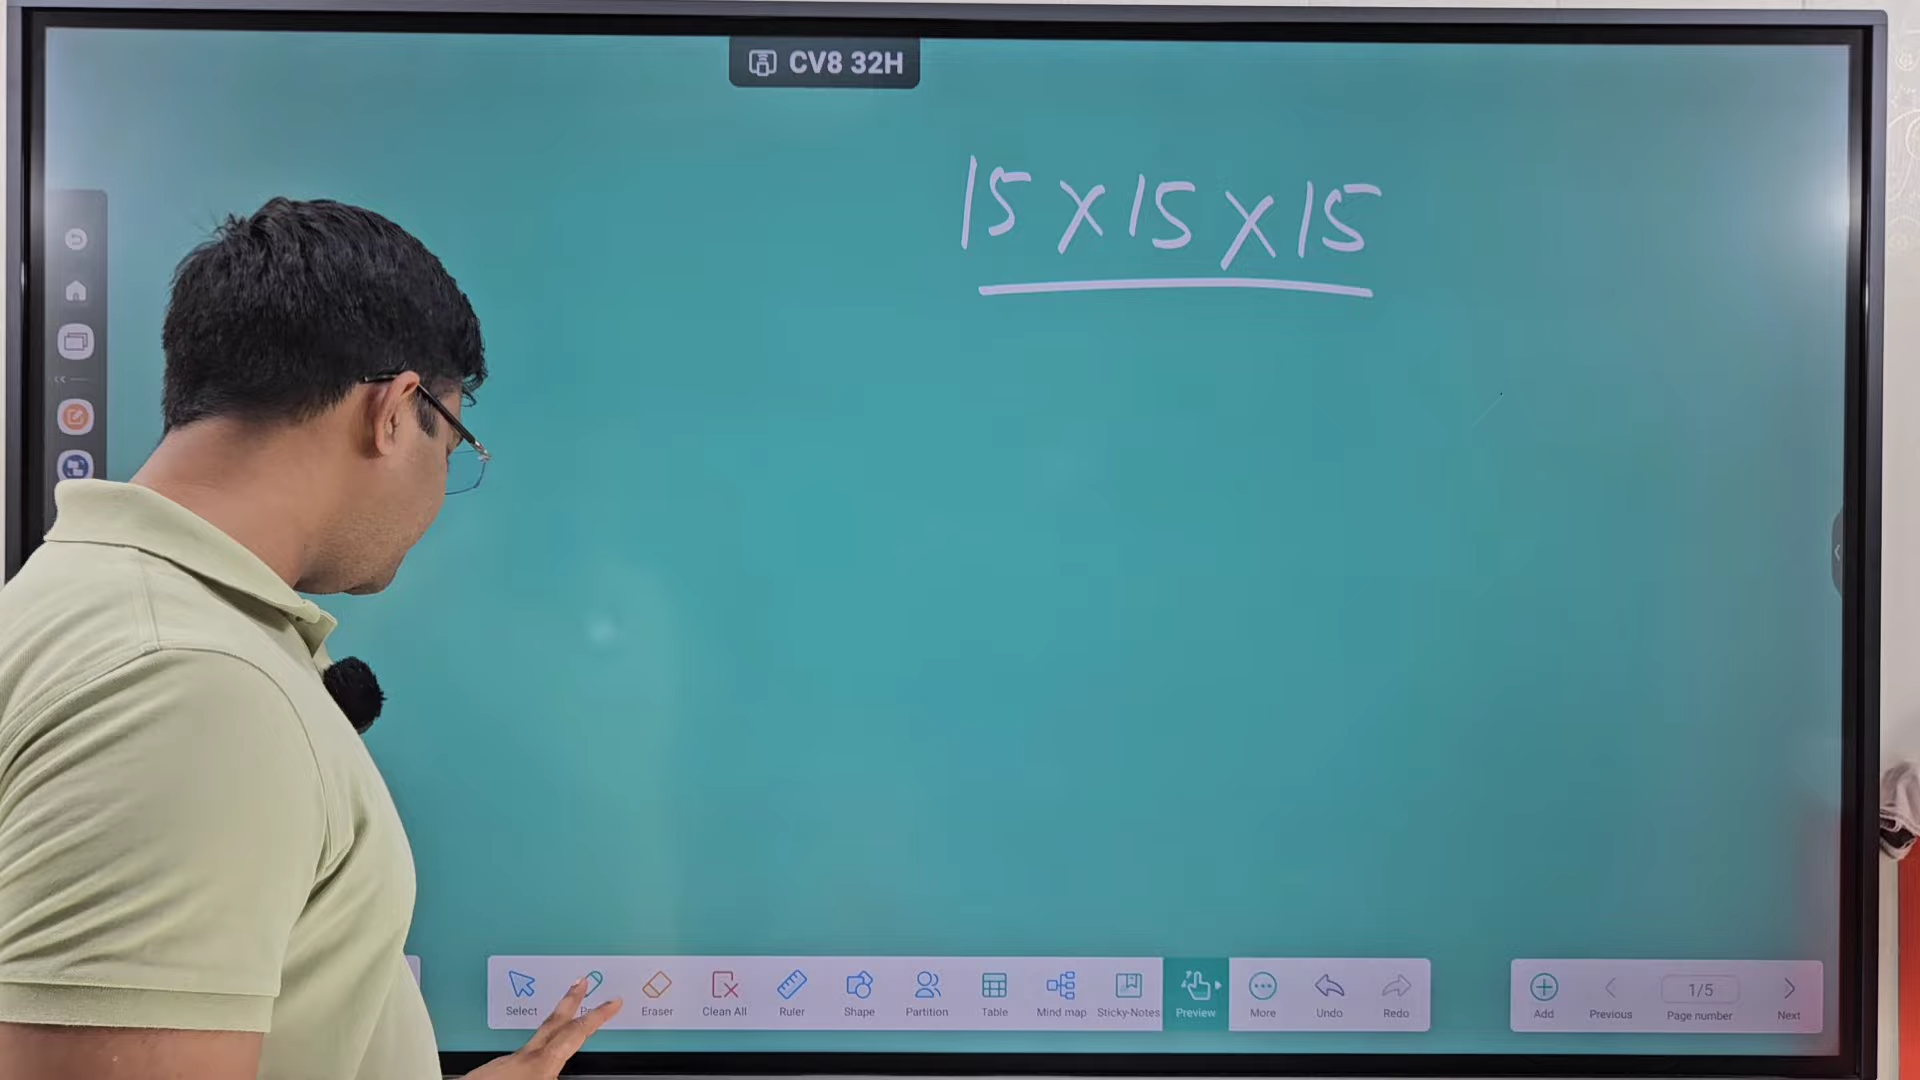 CV8 32H
15 x 15 x 15
Select
Eraser
Clean All
Ruler
Shape
Partition
Table
Mind map
Sticky-Notes
Preview
More
Undo
Redo
Add
Previous
1/5
Page number
Next